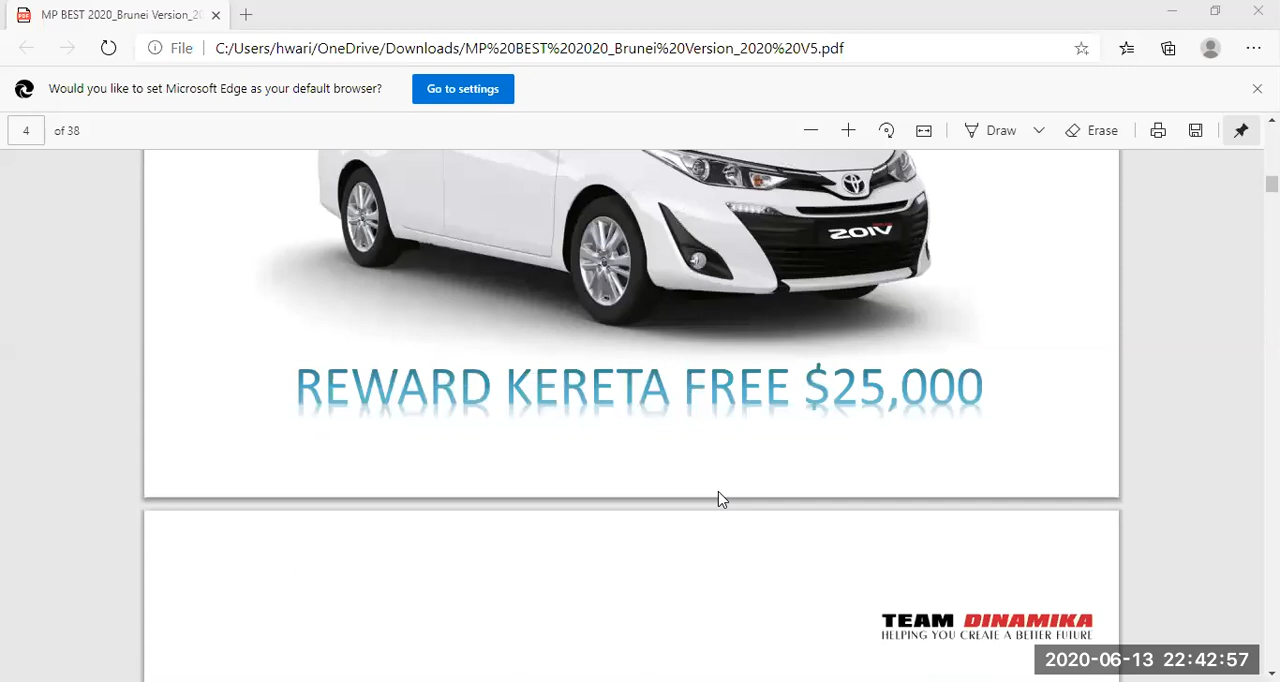 MP BEST 2020_Brunei Version_20
File
C:/Users/hwari/OneDrive/Downloads/MP%20BEST%202020_Brunei%20Version_2020%20V5.pdf
Would you like to set Microsoft Edge as your default browser?
Go to settings
4 of 38
Draw
Erase
VIOS
REWARD KERETA FREE $25,000
TEAM DINAMIKA
HELPING YOU CREATE A BETTER FUTURE
2020-06-13 22:42:57